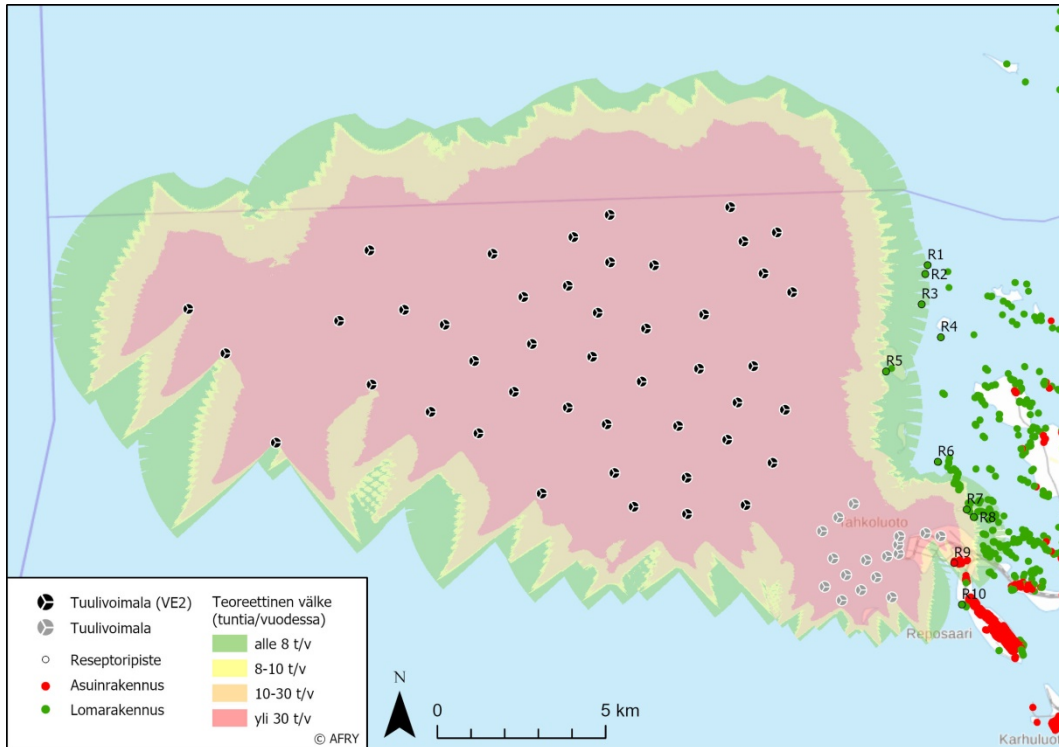 R1
R2
R3
R4
R5
R6
R7
R8
Tahkoluoto
R9
R10
Reposaari
Karhuluoto
Tuulivoimala (VE2)
Tuulivoimala
Reseptoripiste
Asuinrakennus
Lomarakennus
Teoreettinen välke
(tuntia/vuodessa)
alle 8 t/v
8-10 t/v
10-30 t/v
yli 30 t/v
© AFRY
N
0 5 km